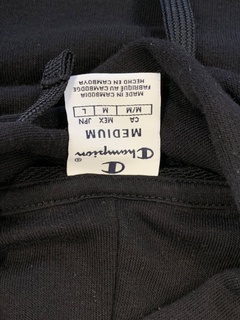 Champion
MEDIUM
CA MEX JPN
M/M M L
MADE IN CAMBODIA
FABRIQUÉ AU CAMBODGE
HECHO EN CAMBOYA